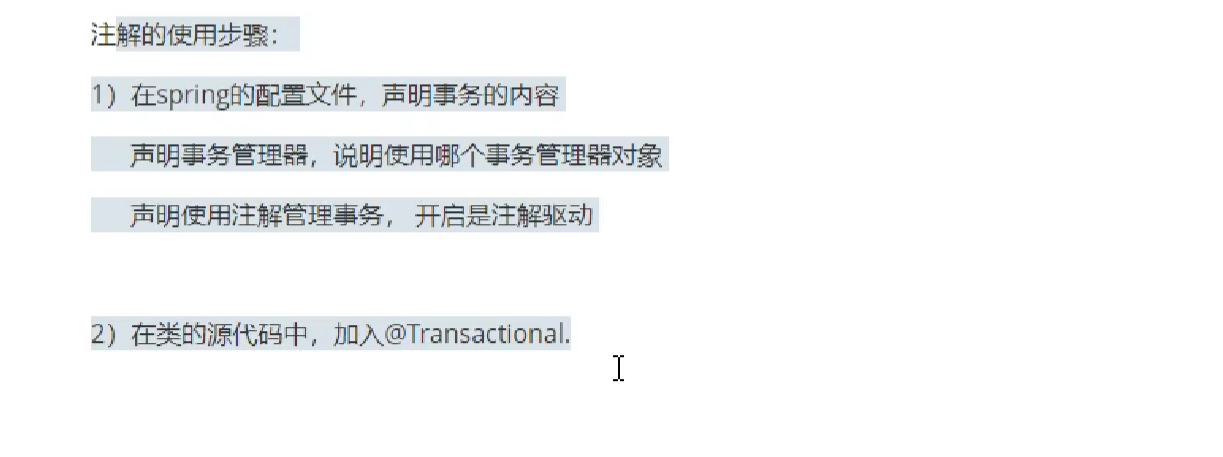 注解的使用步骤：
1）在spring的配置文件，声明事务的内容
声明事务管理器，说明使用哪个事务管理器对象
声明使用注解管理事务， 开启是注解驱动
2）在类的源代码中，加入@Transactional.